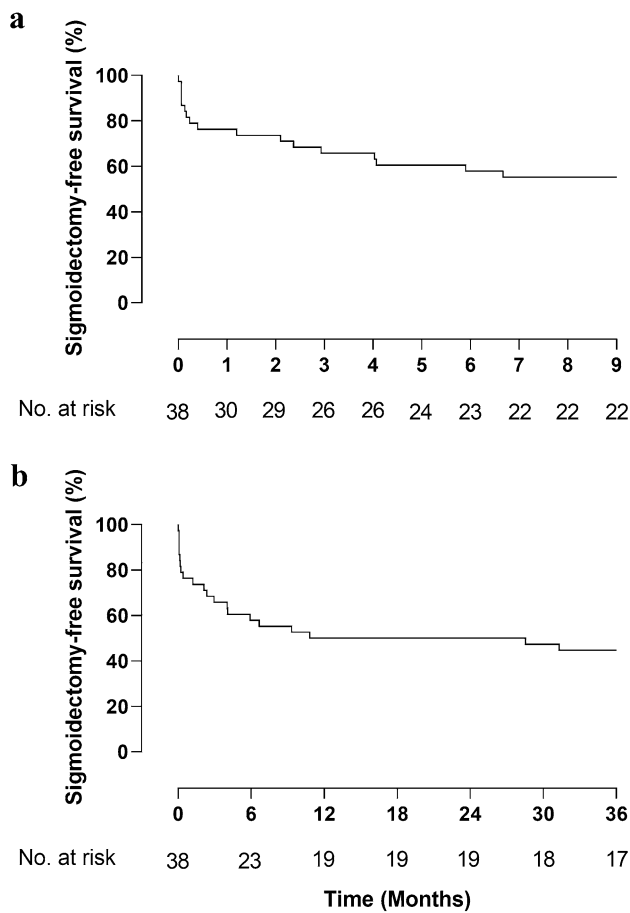 a
Sigmoidectomy-free survival (%)
100
80
60
40
20
0
0 1 2 3 4 5 6 7 8 9
No. at risk 38 30 29 26 26 24 23 22 22 22
b
Sigmoidectomy-free survival (%)
100
80
60
40
20
0
0 6 12 18 24 30 36
No. at risk 38 23 19 19 19 18 17
Time (Months)